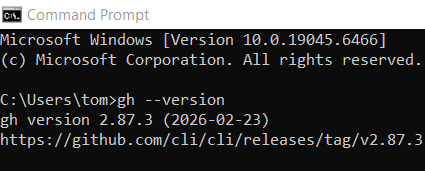 Command Prompt
Microsoft Windows [Version 10.0.19045.6466]
(c) Microsoft Corporation. All rights reserved.
C:\Users\tom>gh --version
gh version 2.87.3 (2026-02-23)
https://github.com/cli/cli/releases/tag/v2.87.3